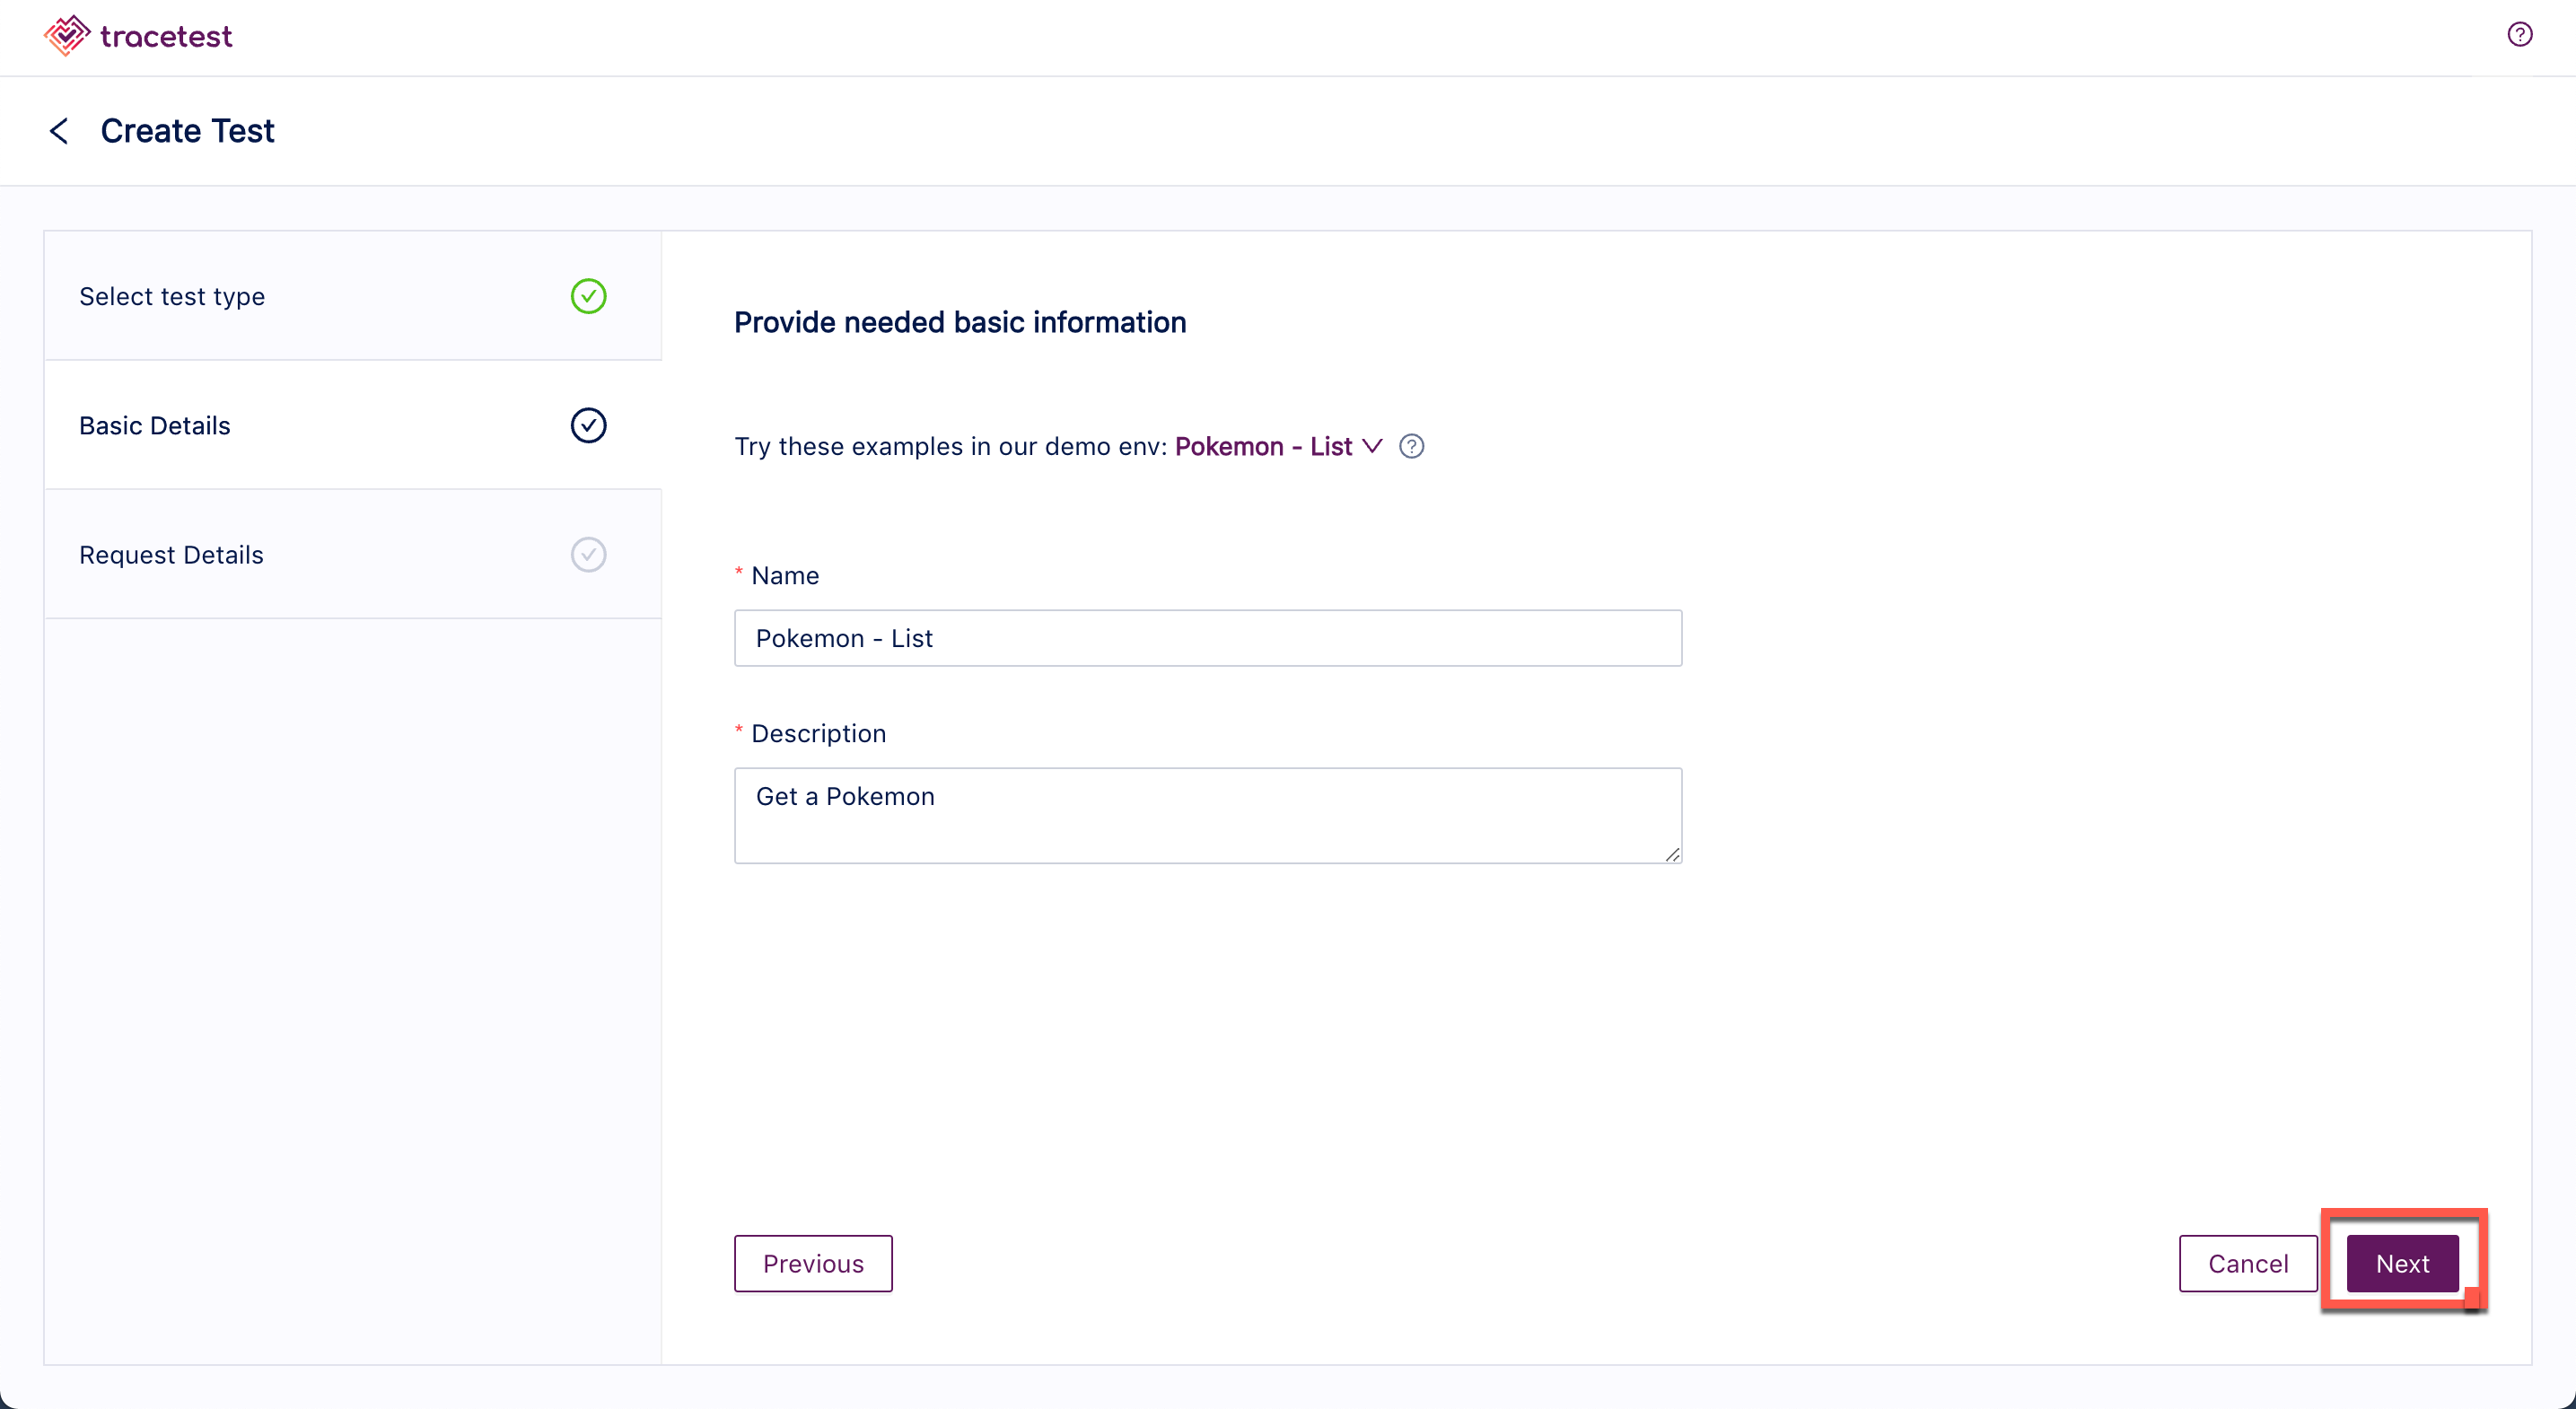 tracetest
Create Test
Select test type
Basic Details
Request Details
Provide needed basic information
Try these examples in our demo env: Pokemon - List
* Name
Pokemon - List
* Description
Get a Pokemon
Previous
Cancel
Next